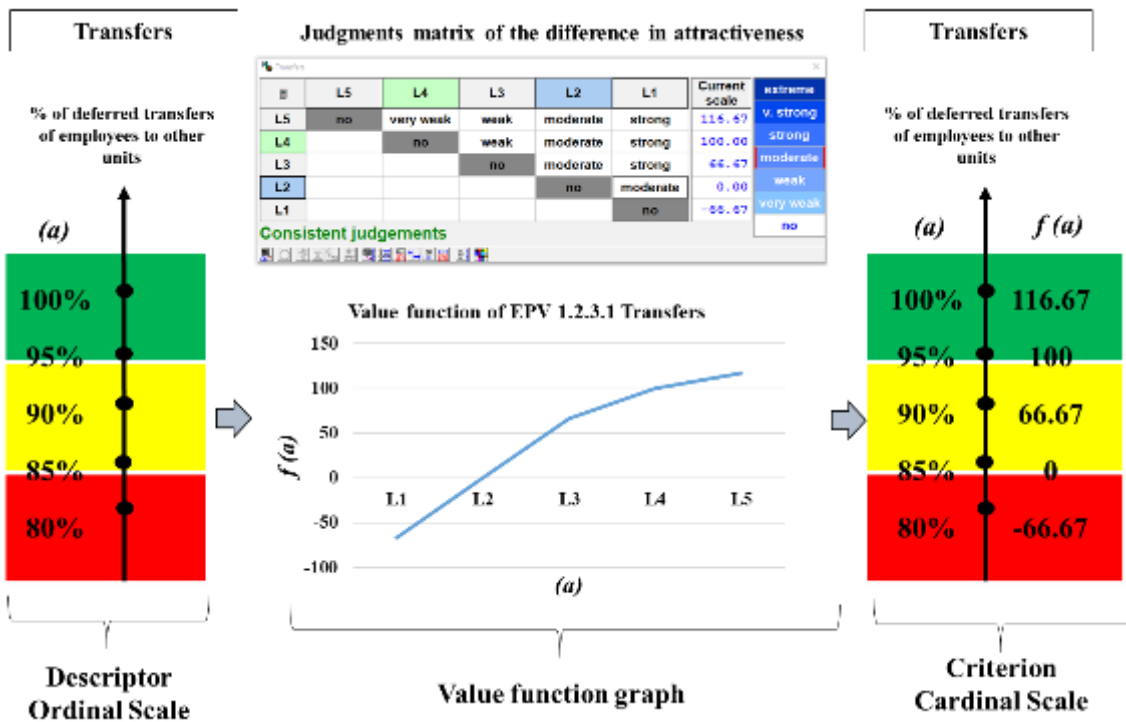 Transfers
% of deferred transfers
of employees to other
units
(a)
100%
95%
90%
85%
80%
Descriptor
Ordinal Scale
Judgments matrix of the difference in attractiveness
L5 L4 L3 L2 L1 Current
scale
L5 no very weak weak moderate strong 116.67
L4 no weak moderate strong 100.00
L3 no moderate strong 66.67
L2 no moderate 0.00
L1 no -66.67
extreme
v. strong
strong
moderate
weak
very weak
no
Consistent judgements
Value function of EPV 1.2.3.1 Transfers
f (a)
150
100
50
0
-50
-100
L1 L2 L3 L4 L5
(a)
Value function graph
Transfers
% of deferred transfers
of employees to other
units
(a) f (a)
100% 116.67
95% 100
90% 66.67
85% 0
80% -66.67
Criterion
Cardinal Scale